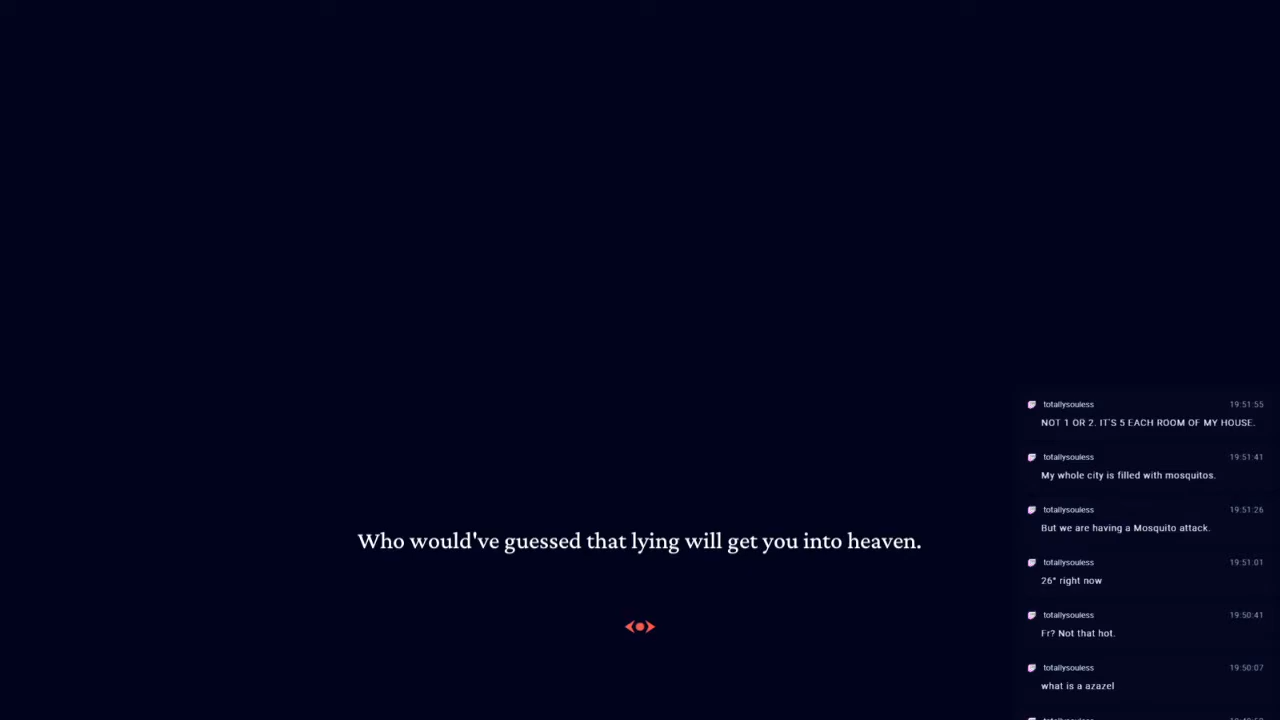 totallysouless 19:51:55
NOT 1 OR 2. IT'S 5 EACH ROOM OF MY HOUSE.
totallysouless 19:51:41
My whole city is filled with mosquitos.
totallysouless 19:51:26
But we are having a Mosquito attack.
Who would've guessed that lying will get you into heaven.
totallysouless 19:51:01
26° right now
totallysouless 19:50:41
Fr? Not that hot.
totallysouless 19:50:07
what is a azazel